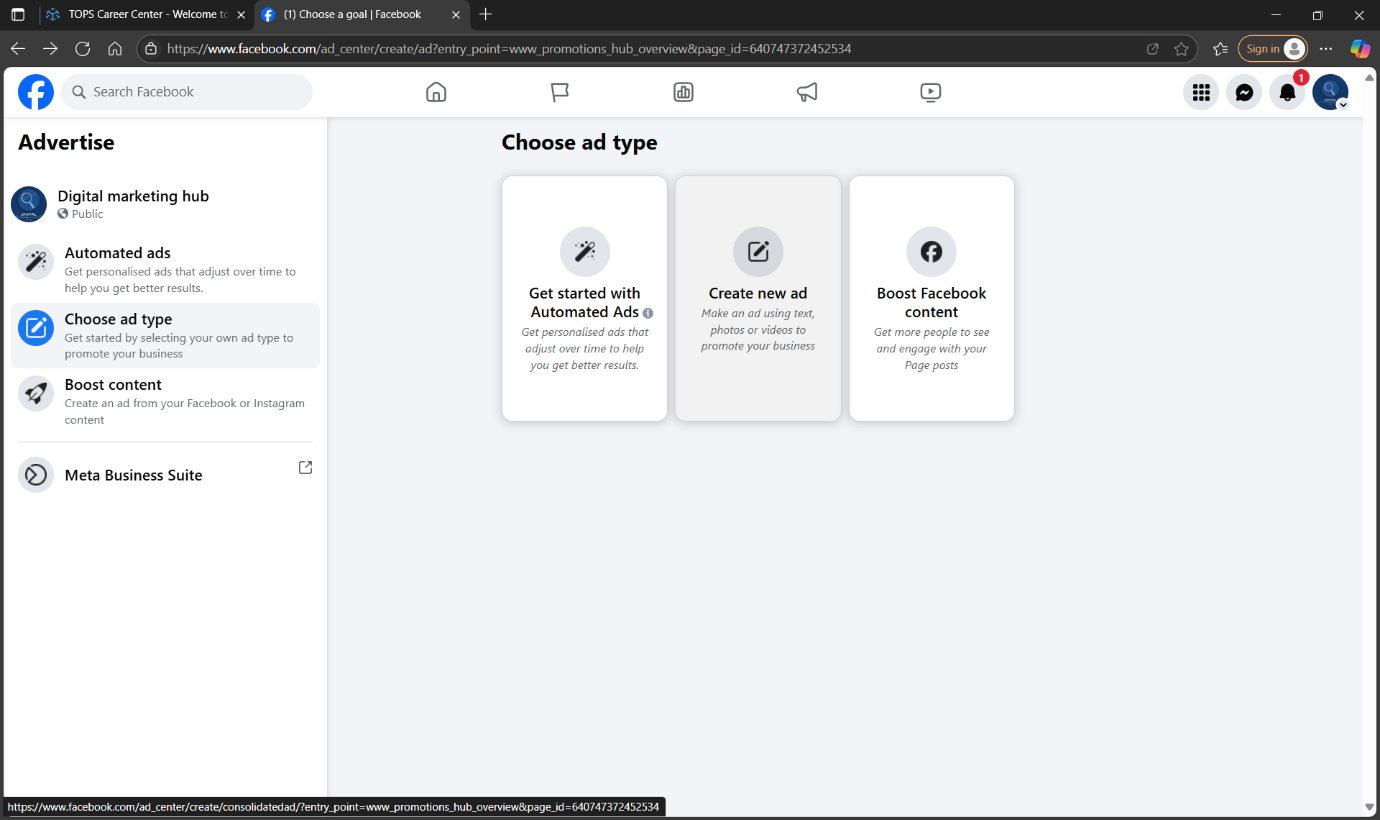 TOPS Career Center - Welcome to
(1) Choose a goal | Facebook
https://www.facebook.com/ad_center/create/ad?entry_point=www_promotions_hub_overview&page_id=640747372452534
Sign in
Search Facebook
1
Advertise
Digital marketing hub
Public
Automated ads
Get personalised ads that adjust over time to
help you get better results.
Choose ad type
Get started by selecting your own ad type to
promote your business
Boost content
Create an ad from your Facebook or Instagram
content
Meta Business Suite
Choose ad type
Get started with
Automated Ads
Get personalised ads that
adjust over time to help
you get better results.
Create new ad
Make an ad using text,
photos or videos to
promote your business
Boost Facebook
content
Get more people to see
and engage with your
Page posts
https://www.facebook.com/ad_center/create/consolidatedad/?entry_point=www_promotions_hub_overview&page_id=640747372452534